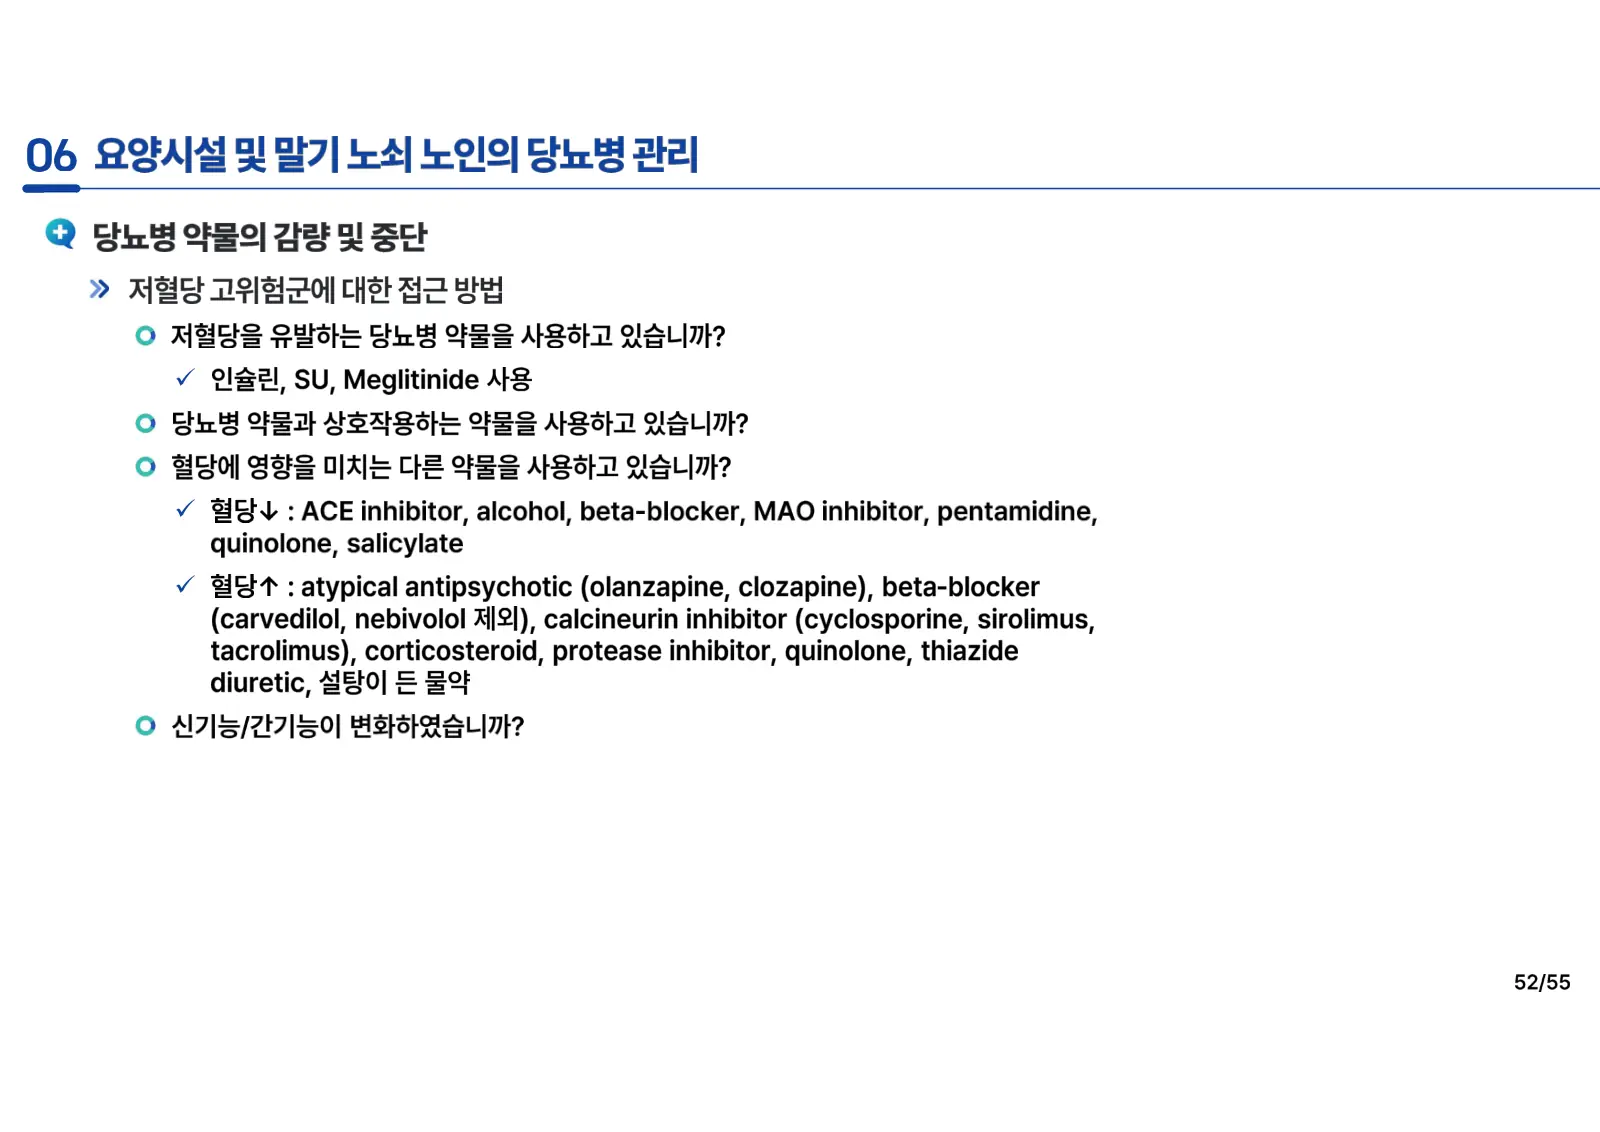 06 요양시설 및 말기 노쇠 노인의 당뇨병 관리
당뇨병 약물의 감량 및 중단
저혈당 고위험군에 대한 접근 방법
저혈당을 유발하는 당뇨병 약물을 사용하고 있습니까?
인슐린, SU, Meglitinide 사용
당뇨병 약물과 상호작용하는 약물을 사용하고 있습니까?
혈당에 영향을 미치는 다른 약물을 사용하고 있습니까?
혈당↓ : ACE inhibitor, alcohol, beta-blocker, MAO inhibitor, pentamidine,
quinolone, salicylate
혈당↑ : atypical antipsychotic (olanzapine, clozapine), beta-blocker
(carvedilol, nebivolol 제외), calcineurin inhibitor (cyclosporine, sirolimus,
tacrolimus), corticosteroid, protease inhibitor, quinolone, thiazide
diuretic, 설탕이 든 물약
신기능/간기능이 변화하였습니까?
52/55